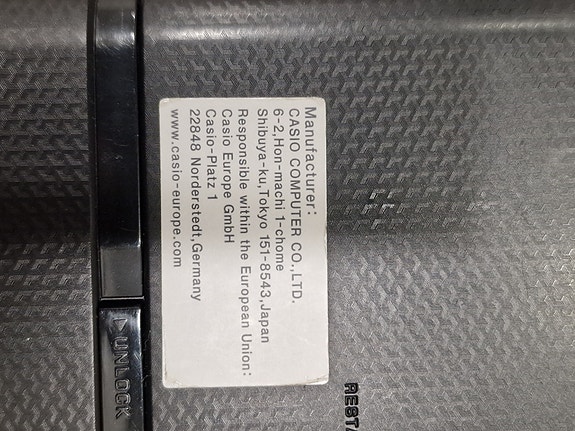 Manufacturer:
CASIO COMPUTER CO.,LTD.
6-2,Hon-machi 1-chome
Shibuya-ku,Tokyo 151-8543,Japan
Responsible within the European Union:
Casio Europe GmbH
Casio-Platz 1
22848 Norderstedt,Germany
www.casio-europe.com
UNLOCK